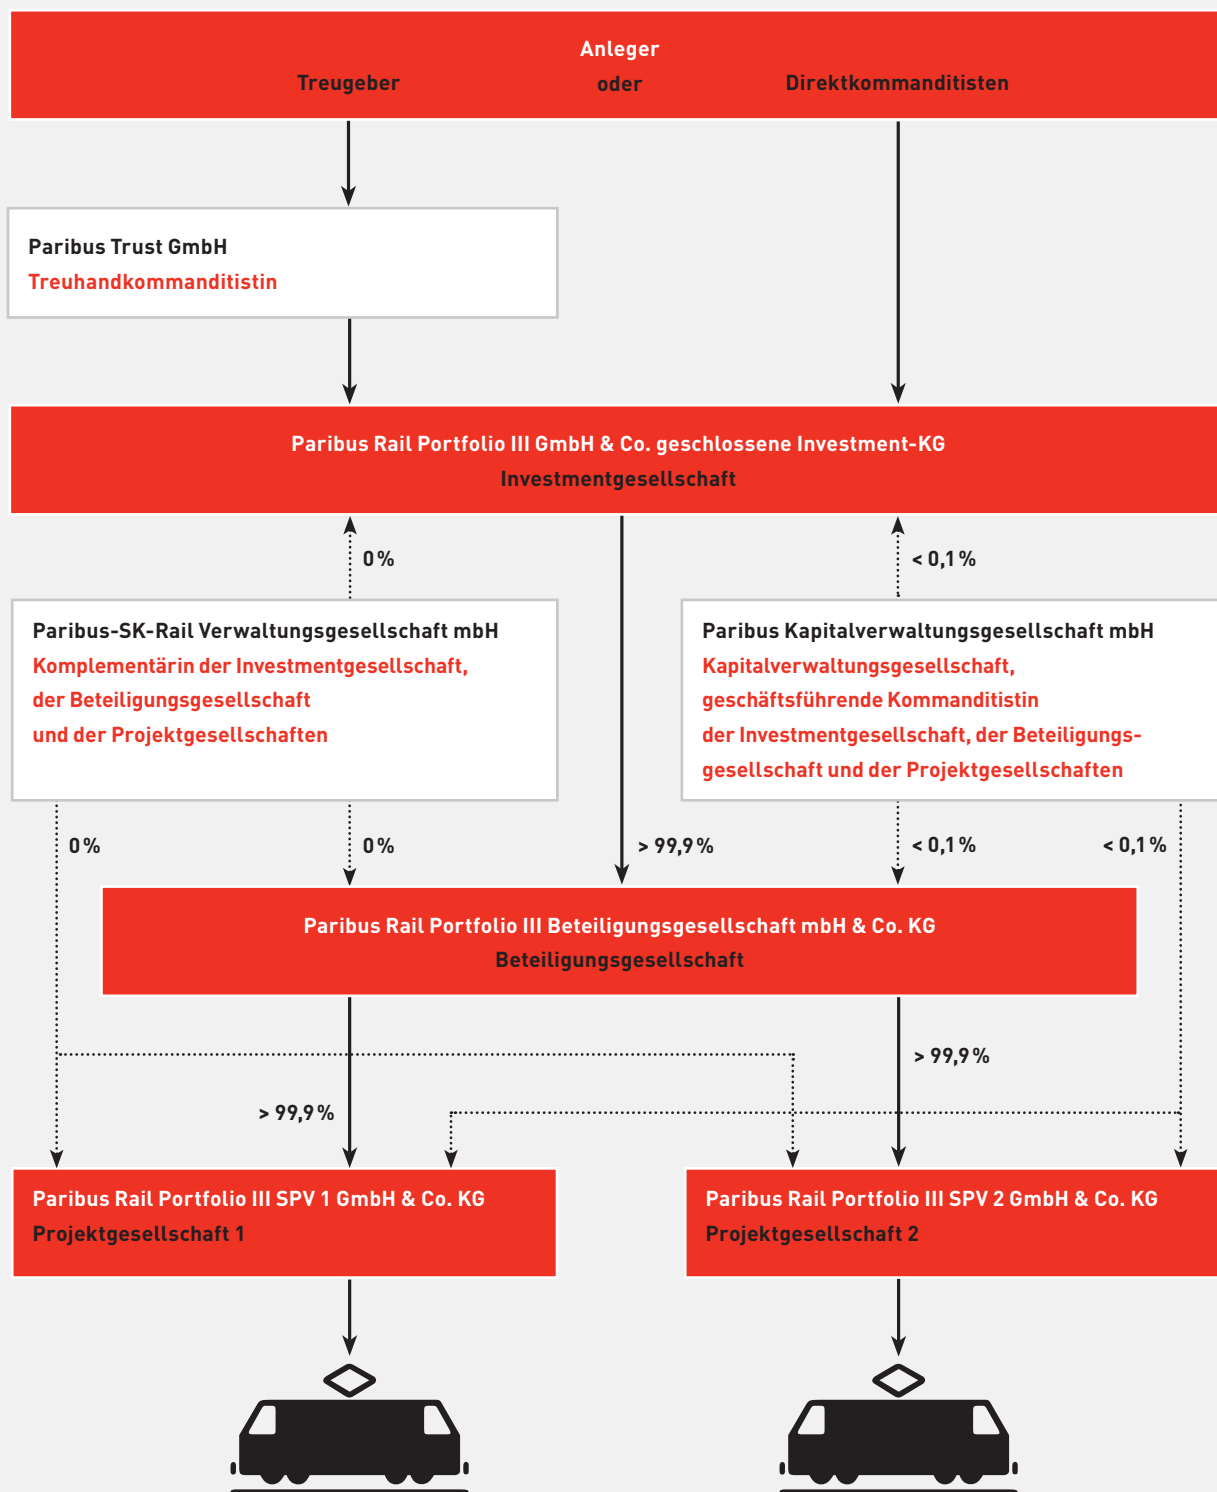 Anleger
Treugeber oder Direktkommanditisten
Paribus Trust GmbH
Treuhandkommanditistin
Paribus Rail Portfolio III GmbH & Co. geschlossene Investment-KG
Investmentgesellschaft
0 %
< 0,1 %
Paribus-SK-Rail Verwaltungsgesellschaft mbH
Komplementärin der Investmentgesellschaft,
der Beteiligungsgesellschaft
und der Projektgesellschaften
Paribus Kapitalverwaltungsgesellschaft mbH
Kapitalverwaltungsgesellschaft,
geschäftsführende Kommanditistin
der Investmentgesellschaft, der Beteiligungs-
gesellschaft und der Projektgesellschaften
0 %
0 %
> 99,9 %
< 0,1 %
< 0,1 %
Paribus Rail Portfolio III Beteiligungsgesellschaft mbH & Co. KG
Beteiligungsgesellschaft
> 99,9 %
> 99,9 %
Paribus Rail Portfolio III SPV 1 GmbH & Co. KG
Projektgesellschaft 1
Paribus Rail Portfolio III SPV 2 GmbH & Co. KG
Projektgesellschaft 2